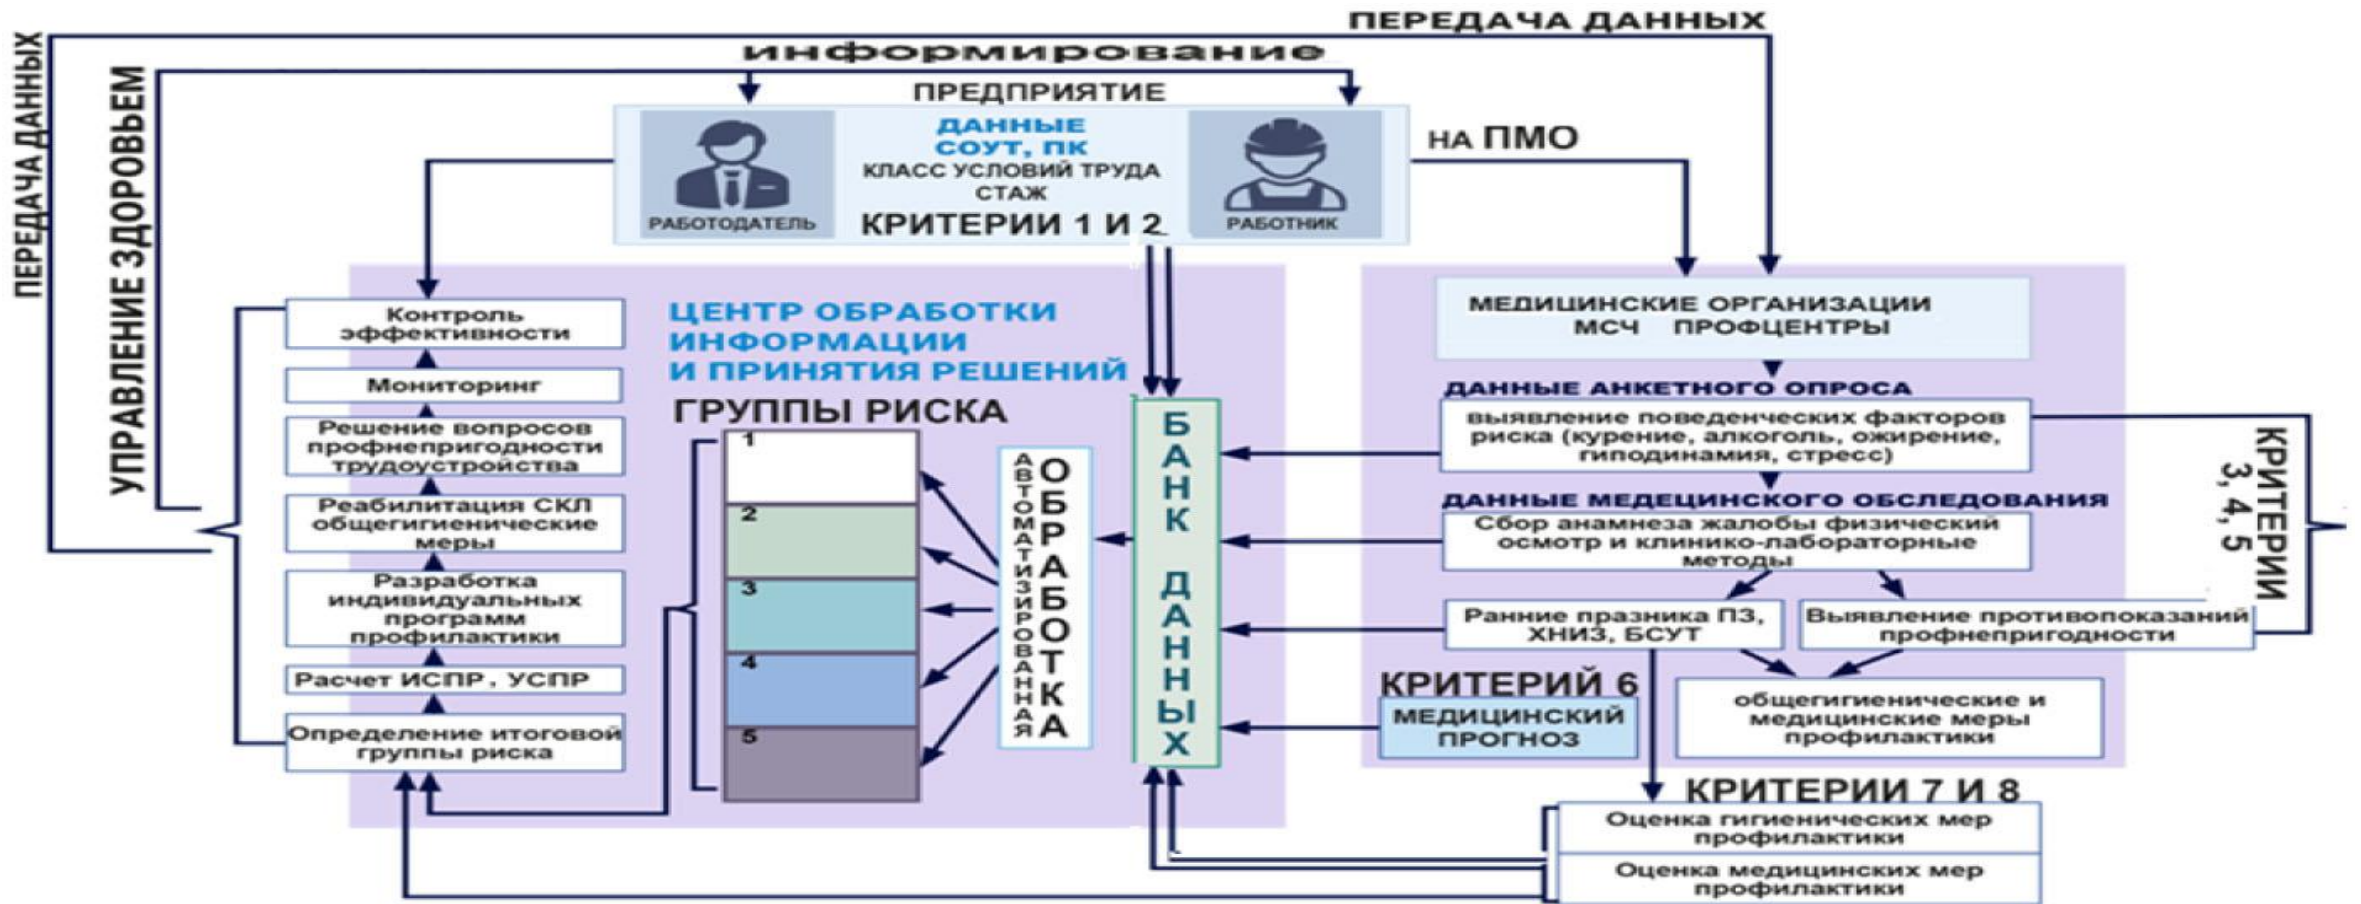 ПЕРЕДАЧА ДАННЫХ
информирование
ПРЕДПРИЯТИЕ
ПЕРЕДАЧА ДАННЫХ
УПРАВЛЕНИЕ ЗДОРОВЬЕМ
РАБОТОДАТЕЛЬ
ДАННЫЕ
СОУТ, ПК
КЛАСС УСЛОВИЙ ТРУДА
СТАЖ
КРИТЕРИИ 1 И 2
РАБОТНИК
НА ПМО
Контроль
эффективности
Мониторинг
Решение вопросов
профнепригодности
трудоустройства
Реабилитация СКЛ
общегигиенические
меры
Разработка
индивидуальных
программ
профилактики
Расчет ИСПР, УСПР
Определение итоговой
группы риска
ЦЕНТР ОБРАБОТКИ
ИНФОРМАЦИИ
И ПРИНЯТИЯ РЕШЕНИЙ
ГРУППЫ РИСКА
1
2
3
4
5
АВТОМАТИЗИРОВАННАЯ
ОБРАБОТКА
БАНК ДАННЫХ
МЕДИЦИНСКИЕ ОРГАНИЗАЦИИ
МСЧ ПРОФЦЕНТРЫ
ДАННЫЕ АНКЕТНОГО ОПРОСА
выявление поведенческих факторов
риска (курение, алкоголь, ожирение,
гиподинамия, стресс)
ДАННЫЕ МЕДЕЦИНСКОГО ОБСЛЕДОВАНИЯ
Сбор анамнеза жалобы физический
осмотр и клинико-лабораторные
методы
Ранние празника ПЗ,
ХНИЗ, БСУТ
Выявление противопоказаний
профнепригодности
КРИТЕРИИ
3, 4, 5
КРИТЕРИЙ 6
МЕДИЦИНСКИЙ
ПРОГНОЗ
общегигиенические и
медицинские меры
профилактики
КРИТЕРИИ 7 И 8
Оценка гигиенических мер
профилактики
Оценка медицинских мер
профилактики